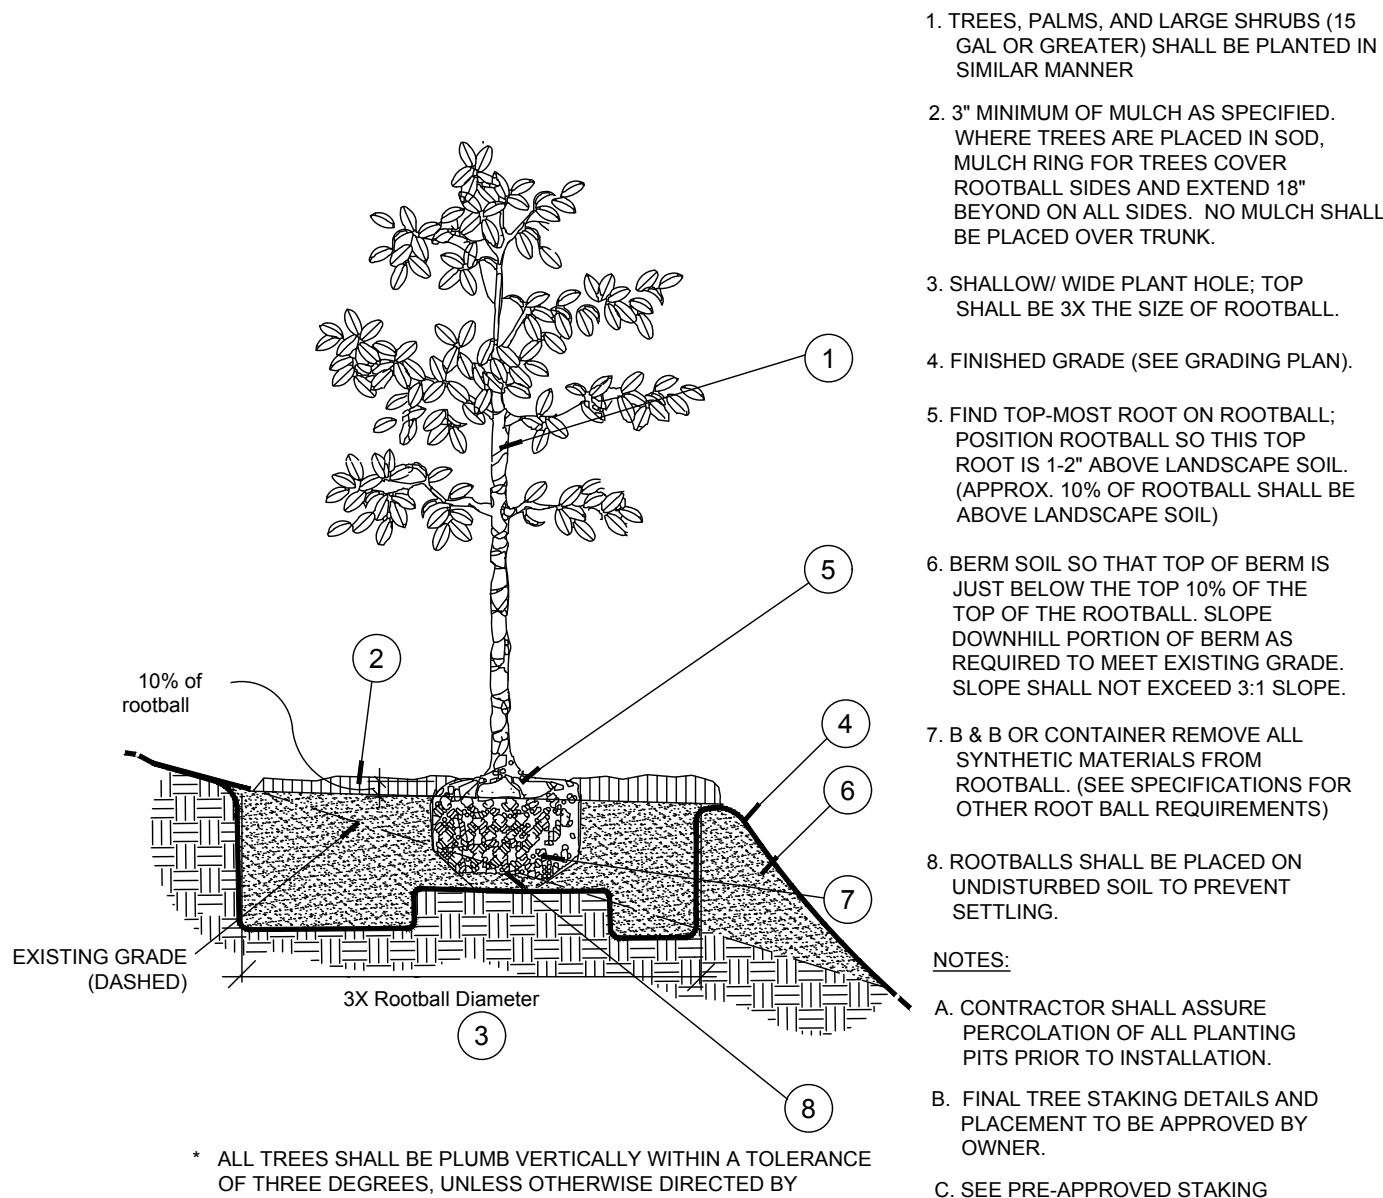 1. TREES, PALMS, AND LARGE SHRUBS (15
GAL OR GREATER) SHALL BE PLANTED IN
SIMILAR MANNER
2. 3" MINIMUM OF MULCH AS SPECIFIED.
WHERE TREES ARE PLACED IN SOD,
MULCH RING FOR TREES COVER
ROOTBALL SIDES AND EXTEND 18"
BEYOND ON ALL SIDES. NO MULCH SHALL
BE PLACED OVER TRUNK.
3. SHALLOW/ WIDE PLANT HOLE; TOP
SHALL BE 3X THE SIZE OF ROOTBALL.
4. FINISHED GRADE (SEE GRADING PLAN).
5. FIND TOP-MOST ROOT ON ROOTBALL;
POSITION ROOTBALL SO THIS TOP
ROOT IS 1-2" ABOVE LANDSCAPE SOIL.
(APPROX. 10% OF ROOTBALL SHALL BE
ABOVE LANDSCAPE SOIL)
6. BERM SOIL SO THAT TOP OF BERM IS
JUST BELOW THE TOP 10% OF THE
TOP OF THE ROOTBALL. SLOPE
DOWNHILL PORTION OF BERM AS
REQUIRED TO MEET EXISTING GRADE.
SLOPE SHALL NOT EXCEED 3:1 SLOPE.
7. B & B OR CONTAINER REMOVE ALL
SYNTHETIC MATERIALS FROM
ROOTBALL. (SEE SPECIFICATIONS FOR
OTHER ROOT BALL REQUIREMENTS)
8. ROOTBALLS SHALL BE PLACED ON
UNDISTURBED SOIL TO PREVENT
SETTLING.
NOTES:
A. CONTRACTOR SHALL ASSURE
PERCOLATION OF ALL PLANTING
PITS PRIOR TO INSTALLATION.
B. FINAL TREE STAKING DETAILS AND
PLACEMENT TO BE APPROVED BY
OWNER.
C. SEE PRE-APPROVED STAKING
1
5
2
10% of
rootball
4
6
7
EXISTING GRADE
(DASHED)
3X Rootball Diameter
3
8
* ALL TREES SHALL BE PLUMB VERTICALLY WITHIN A TOLERANCE
OF THREE DEGREES, UNLESS OTHERWISE DIRECTED BY